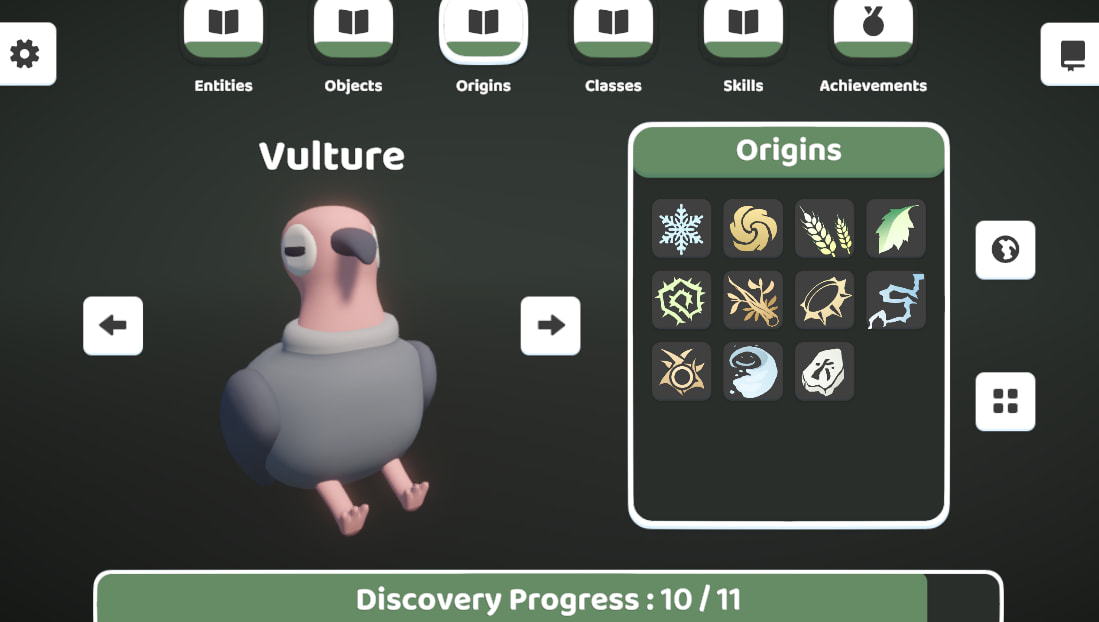 Entities
Objects
Origins
Classes
Skills
Achievements
Vulture
Origins
Discovery Progress : 10 / 11